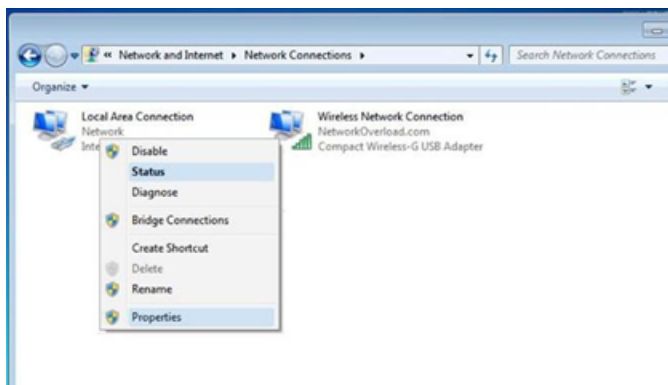 « Network and Internet ▸ Network Connections ▸
Search Network Connections
Organize ▾
Local Area Connection
Network
Inte
Wireless Network Connection
NetworkOverload.com
Compact Wireless-G USB Adapter
Disable
Status
Diagnose
Bridge Connections
Create Shortcut
Delete
Rename
Properties